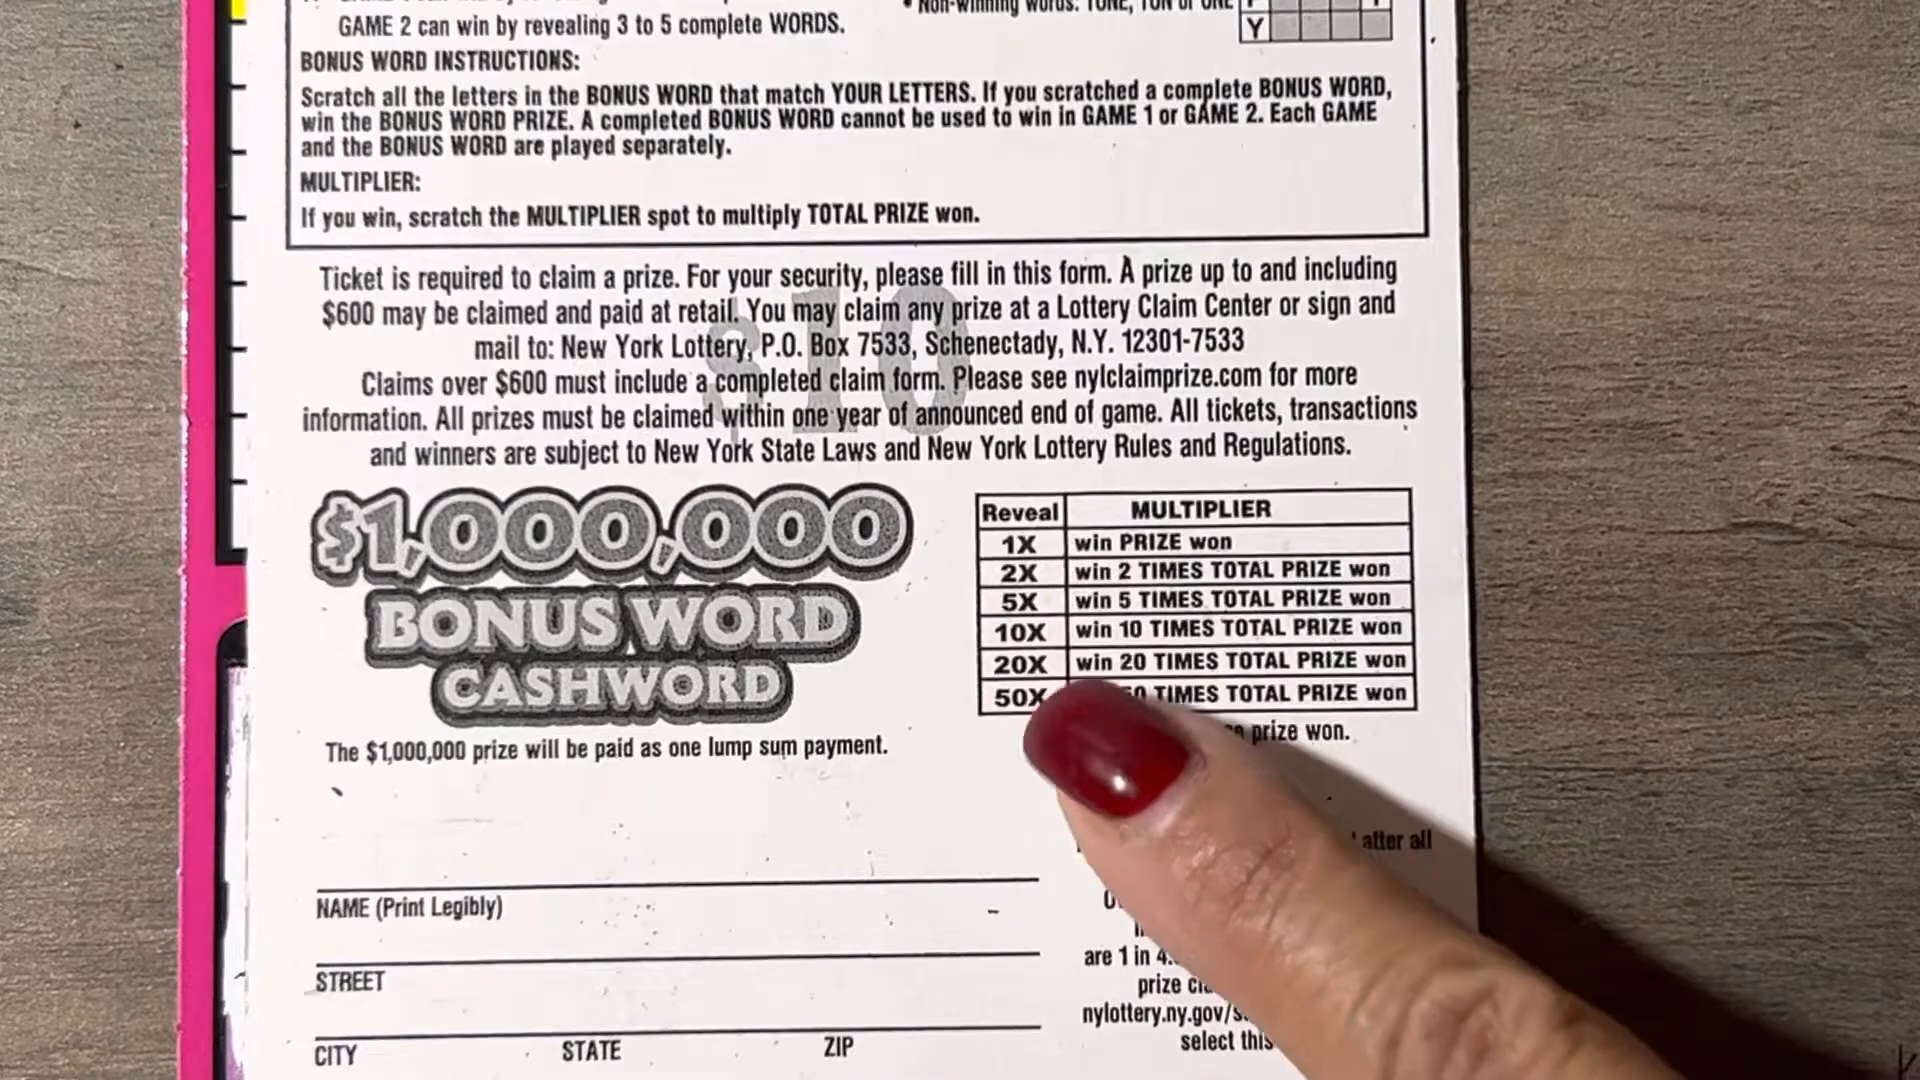 GAME 2 can win by revealing 3 to 5 complete WORDS.
• Non-winning words: TONE, TON or ONE
Y
BONUS WORD INSTRUCTIONS:
Scratch all the letters in the BONUS WORD that match YOUR LETTERS. If you scratched a complete BONUS WORD,
win the BONUS WORD PRIZE. A completed BONUS WORD cannot be used to win in GAME 1 or GAME 2. Each GAME
and the BONUS WORD are played separately.
MULTIPLIER:
If you win, scratch the MULTIPLIER spot to multiply TOTAL PRIZE won.
$10
Ticket is required to claim a prize. For your security, please fill in this form. A prize up to and including
$600 may be claimed and paid at retail. You may claim any prize at a Lottery Claim Center or sign and
mail to: New York Lottery, P.O. Box 7533, Schenectady, N.Y. 12301-7533
Claims over $600 must include a completed claim form. Please see nylclaimprize.com for more
information. All prizes must be claimed within one year of announced end of game. All tickets, transactions
and winners are subject to New York State Laws and New York Lottery Rules and Regulations.
$1,000,000
BONUS WORD
CASHWORD
The $1,000,000 prize will be paid as one lump sum payment.
Reveal MULTIPLIER
1X win PRIZE won
2X win 2 TIMES TOTAL PRIZE won
5X win 5 TIMES TOTAL PRIZE won
10X win 10 TIMES TOTAL PRIZE won
20X win 20 TIMES TOTAL PRIZE won
50X TIMES TOTAL PRIZE won
prize won.
after all
are 1 in 4.
prize
nylottery.ny.gov/s
select this
NAME (Print Legibly)
STREET
CITY STATE ZIP